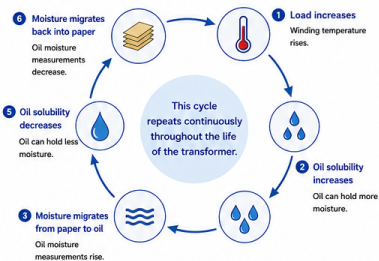 1 Load increases
Winding temperature
rises.
2 Oil solubility
increases
Oil can hold more
moisture.
3 Moisture migrates
from paper to oil
Oil moisture
measurements rise.
5 Oil solubility
decreases
Oil can hold less
moisture.
6 Moisture migrates
back into paper
Oil moisture
measurements
decrease.
This cycle
repeats continuously
throughout the life
of the transformer.